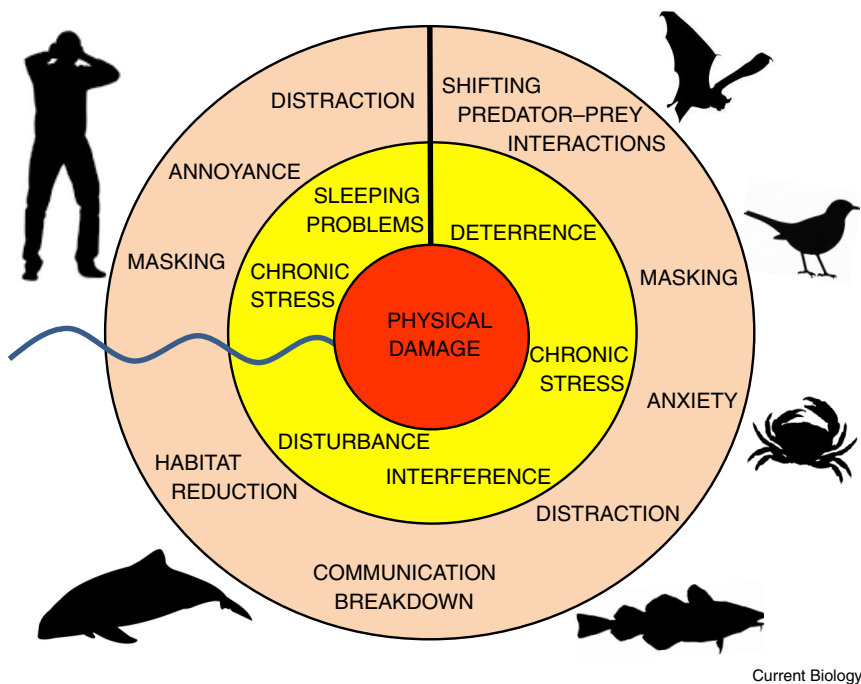 DISTRACTION
ANNOYANCE
MASKING
SLEEPING
PROBLEMS
CHRONIC
STRESS
SHIFTING
PREDATOR–PREY
INTERACTIONS
DETERRENCE
MASKING
PHYSICAL
DAMAGE
CHRONIC
STRESS
ANXIETY
DISTURBANCE
INTERFERENCE
HABITAT
REDUCTION
DISTRACTION
COMMUNICATION
BREAKDOWN
Current Biology